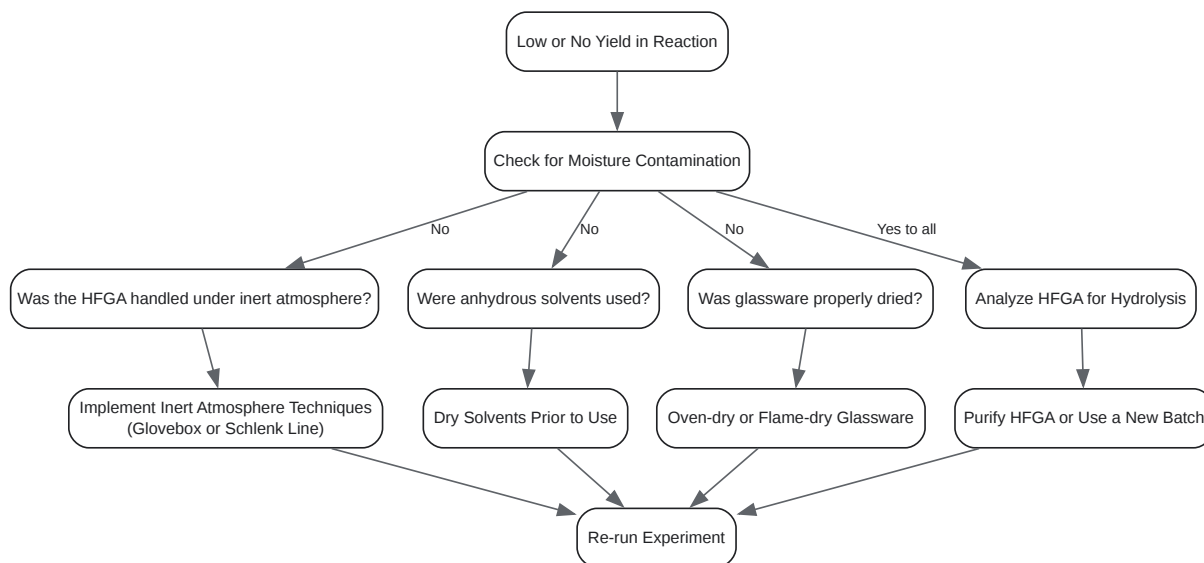 Low or No Yield in Reaction
Check for Moisture Contamination
No
No
No
Yes to all
Was the HFGA handled under inert atmosphere?
Were anhydrous solvents used?
Was glassware properly dried?
Analyze HFGA for Hydrolysis
Implement Inert Atmosphere Techniques
(Glovebox or Schlenk Line)
Dry Solvents Prior to Use
Oven-dry or Flame-dry Glassware
Purify HFGA or Use a New Batch
Re-run Experiment